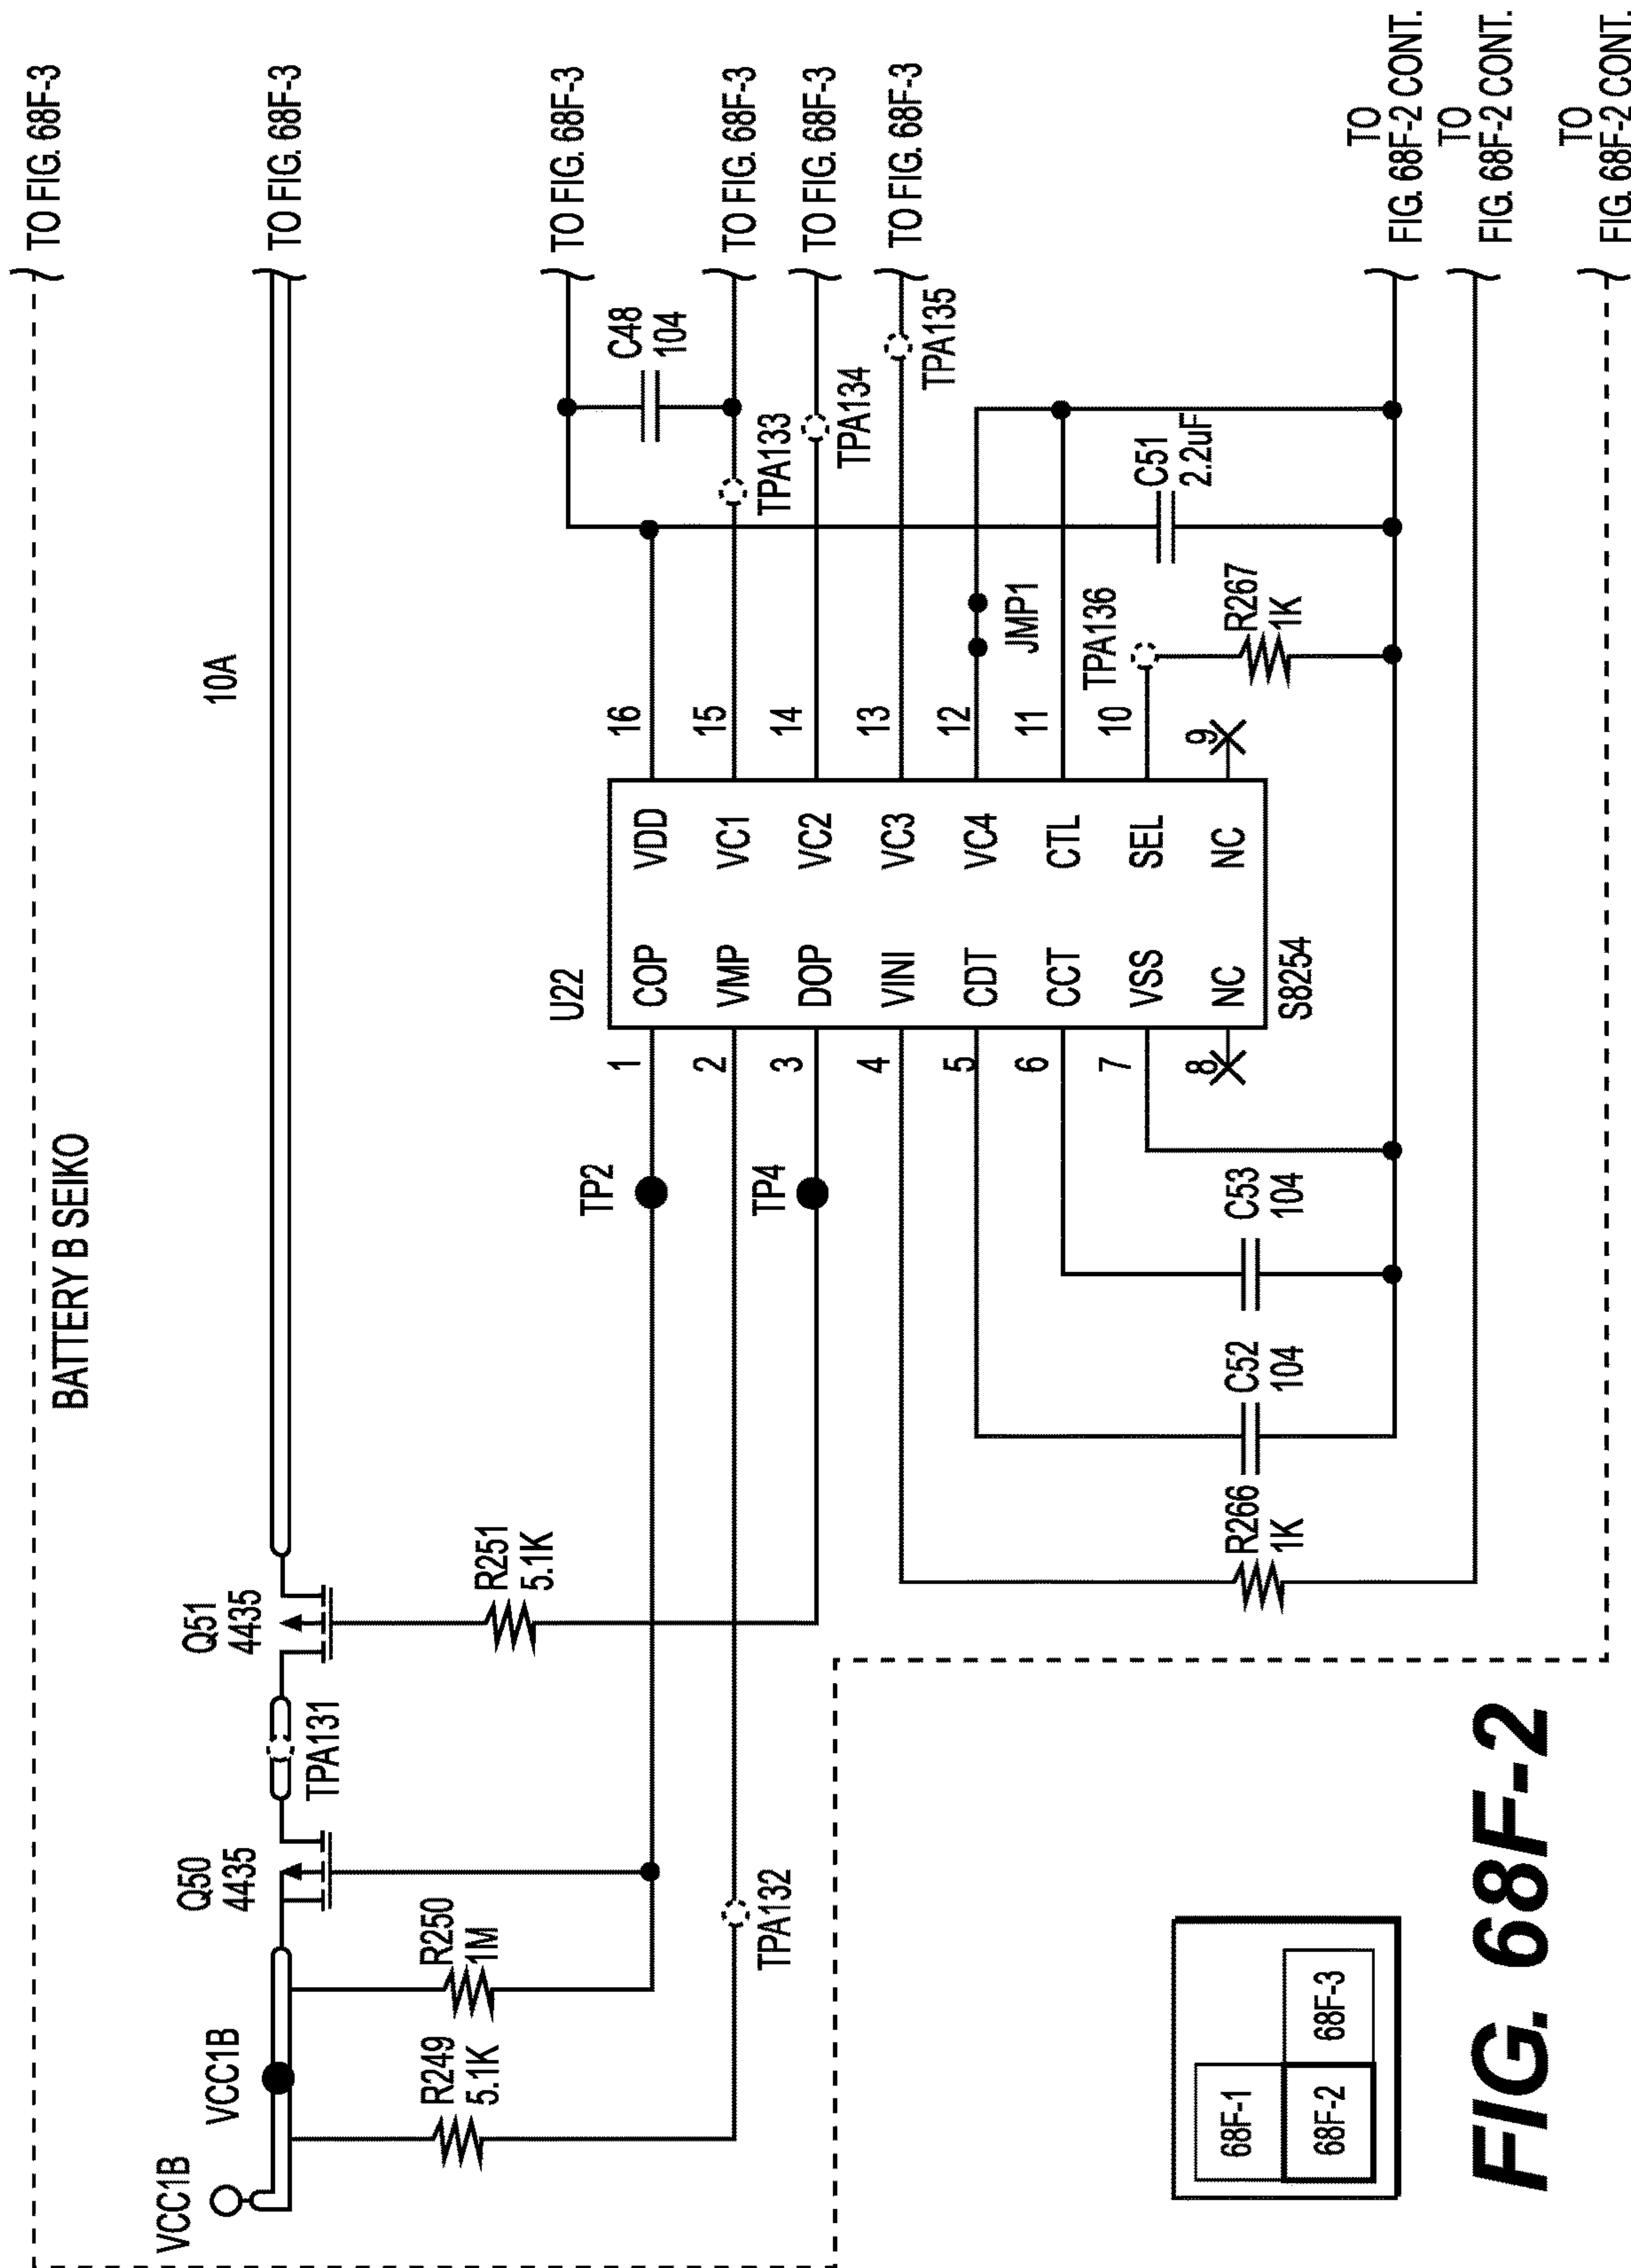 BATTERY B SEIKO
TO FIG. 68F-3
VCC1B
VCC1B
Q50
4435
TPA131
Q51
4435
10A
TO FIG. 68F-3
R249
5.1K
R250
1M
R251
5.1K
TO FIG. 68F-3
C48
104
TO FIG. 68F-3
TO FIG. 68F-3
TO FIG. 68F-3
TPA132
TPA133
TPA134
TPA135
TP2
TP4
U22
1 COP VDD 16
2 VMP VC1 15
3 DOP VC2 14
4 VINI VC3 13
5 CDT VC4 12
6 CCT CTL 11
7 VSS SEL 10
8 NC NC 9
S8254
JMP1
TPA136
C51
2.2uF
R266
1K
C52
104
C53
104
R267
1K
TO
FIG. 68F-2 CONT.
TO
FIG. 68F-2 CONT.
TO
FIG. 68F-2 CONT.
68F-1
68F-2 68F-3
FIG. 68F-2